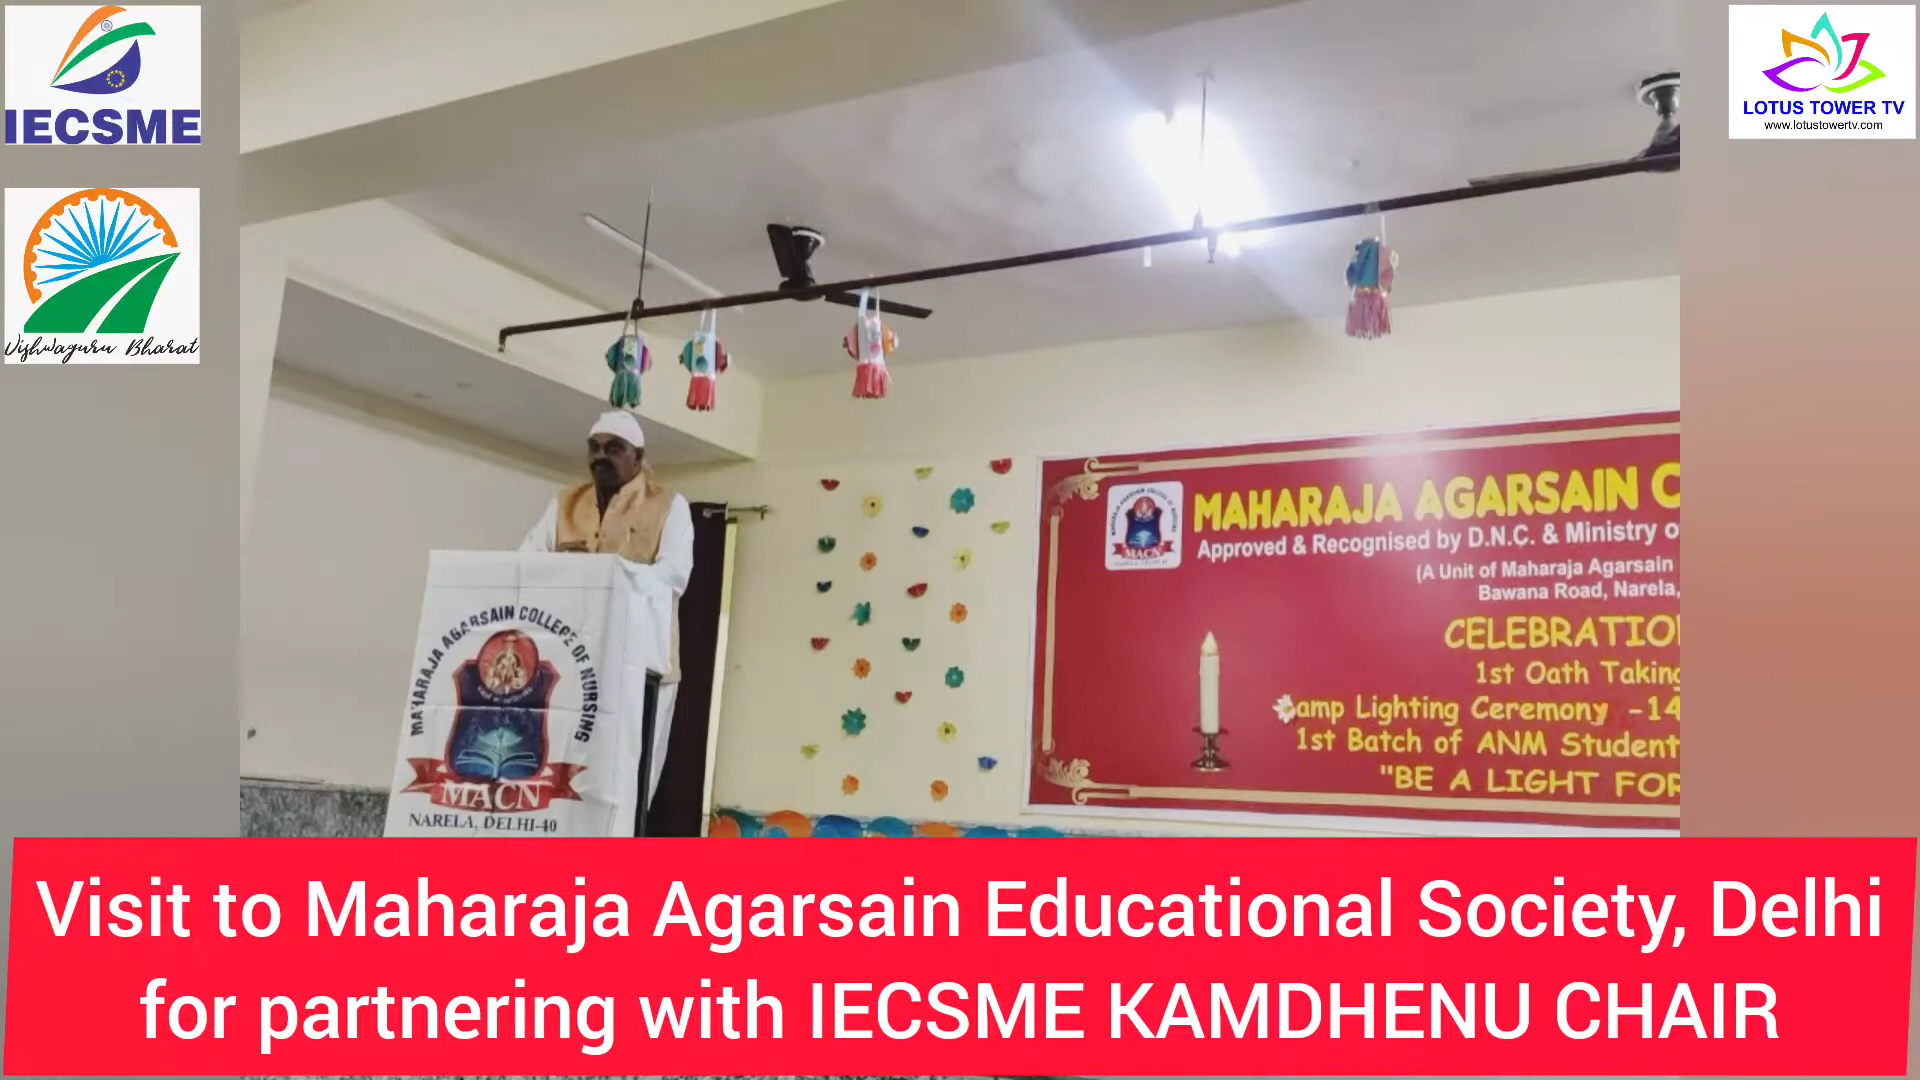 IECSME
Vishwaguru Bharat
LOTUS TOWER TV
www.lotustowertv.com
MAHARAJA AGARSAIN C
MACN
Approved & Recognised by D.N.C. & Ministry o
(A Unit of Maharaja Agarsain
Bawana Road, Narela,
CELEBRATIO
1st Oath Taking
Lamp Lighting Ceremony -14
1st Batch of ANM Student
"BE A LIGHT FOR
MAHARAJA AGARSAIN COLLEGE OF NURSING
MACN
NARELA, DELHI-40
Visit to Maharaja Agarsain Educational Society, Delhi
for partnering with IECSME KAMDHENU CHAIR